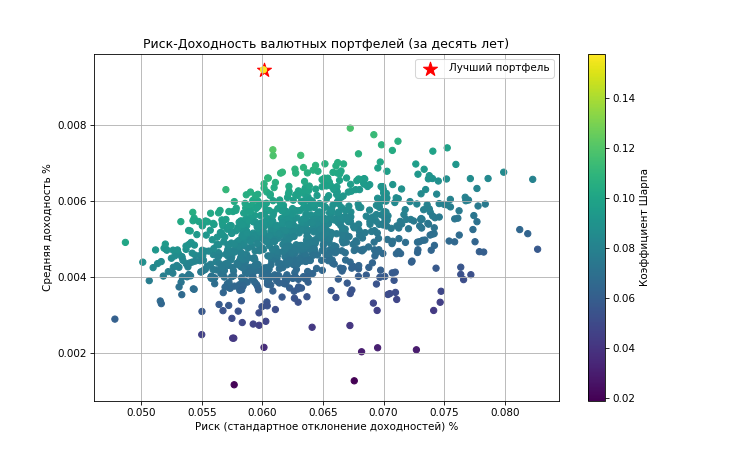 Риск-Доходность валютных портфелей (за десять лет)
Лучший портфель
0.008
0.006
0.004
0.002
Средняя доходность %
0.050 0.055 0.060 0.065 0.070 0.075 0.080
Риск (стандартное отклонение доходностей) %
0.14
0.12
0.10
0.08
0.06
0.04
0.02
Коэффициент Шарпа